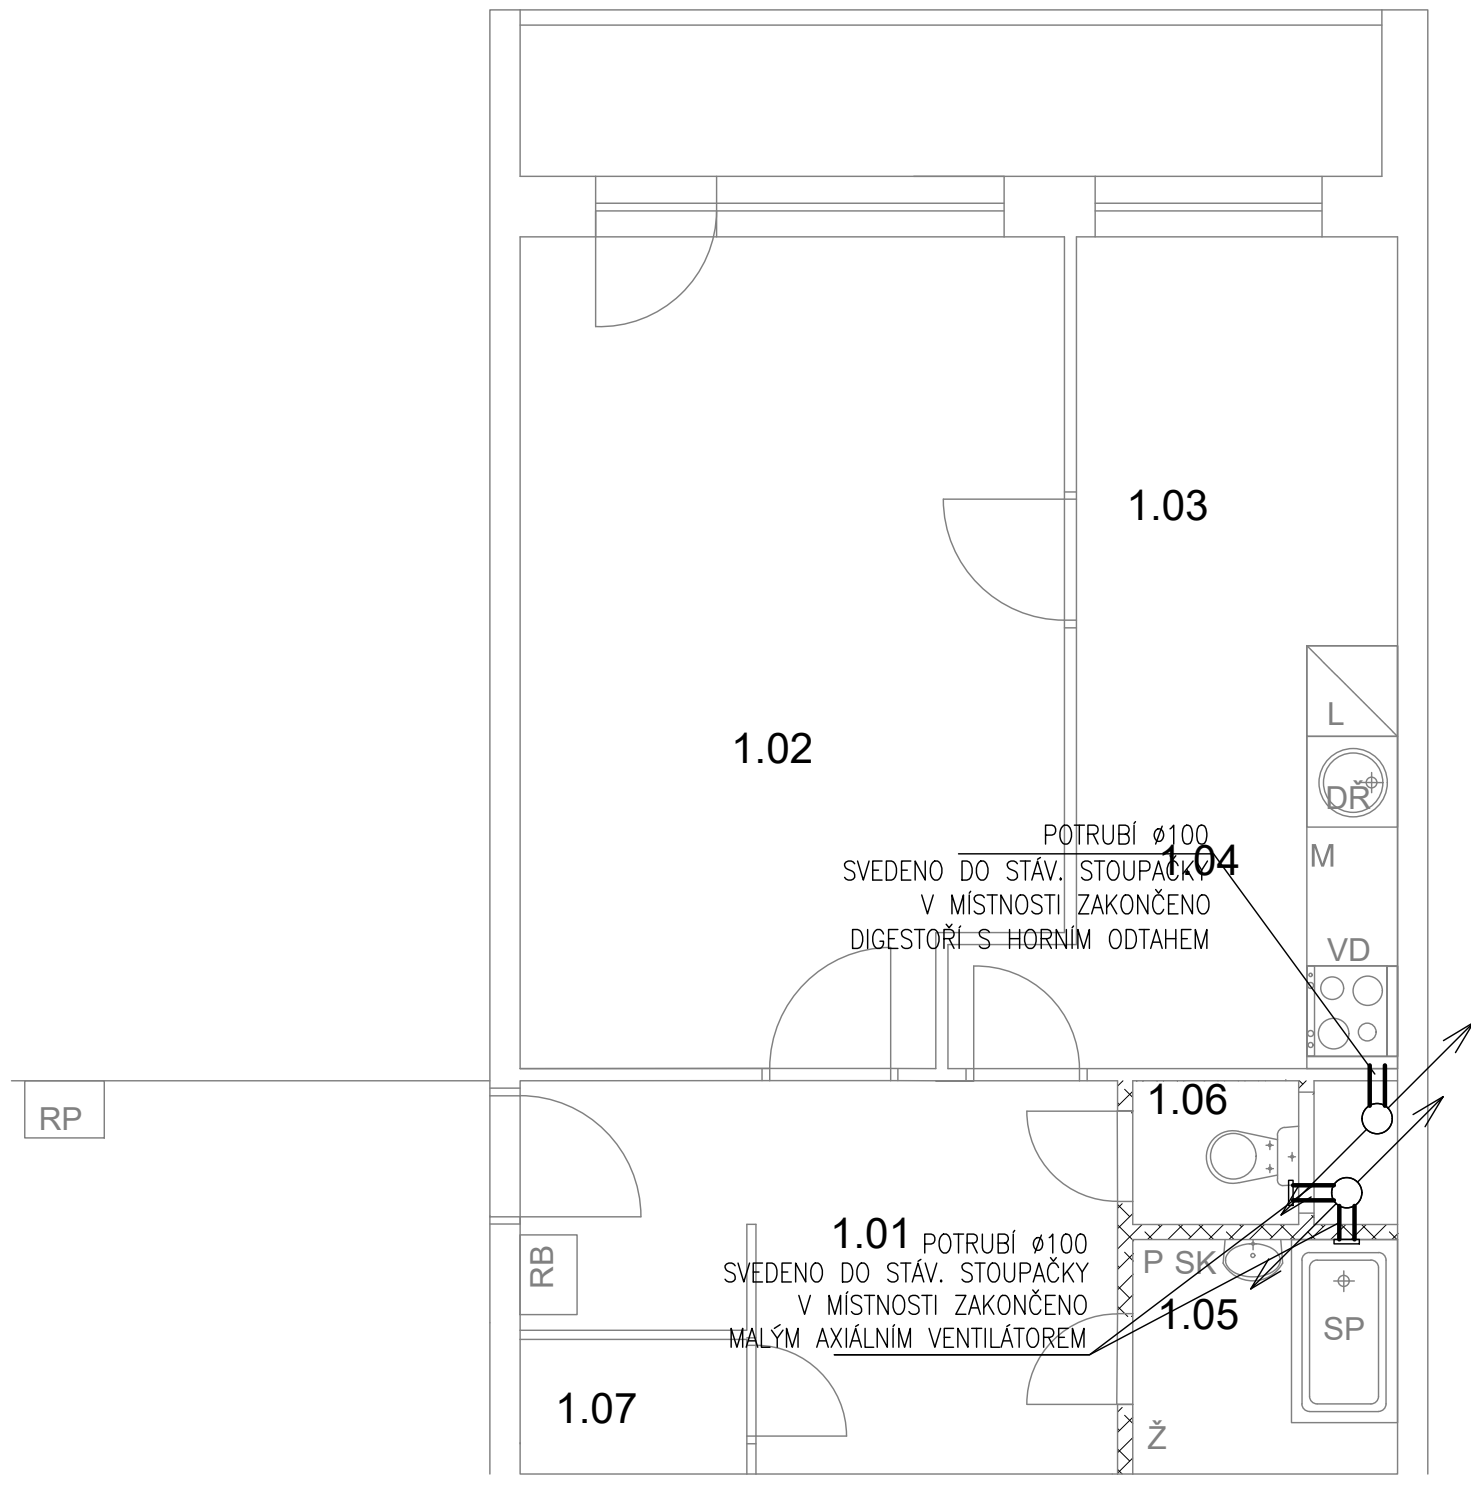 1.03
1.02
L
DŘ
POTRUBÍ ø100
SVEDENO DO STÁV. STOUPAČKY
V MÍSTNOSTI ZAKONČENO
DIGESTOŘÍ S HORNÍM ODTAHEM
1.04
M
VD
RP
1.06
1.01
POTRUBÍ ø100
SVEDENO DO STÁV. STOUPAČKY
V MÍSTNOSTI ZAKONČENO
MALÝM AXIÁLNÍM VENTILÁTOREM
RB
P SK
1.05
SP
1.07
Ž